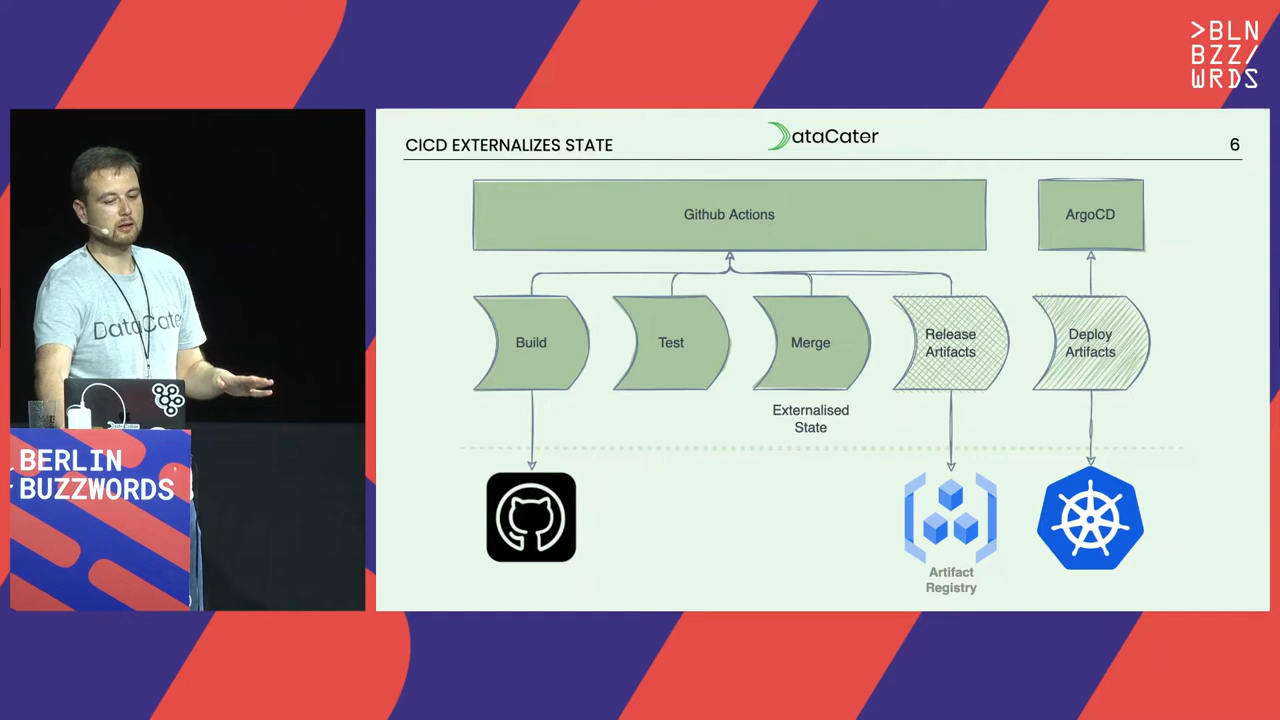 >BLN
BZZ/
WRDS
CICD EXTERNALIZES STATE
DataCater
6
Github Actions
ArgoCD
Build
Test
Merge
Release
Artifacts
Deploy
Artifacts
Externalised
State
Artifact
Registry
DataCater
BERLIN
BUZZWORDS